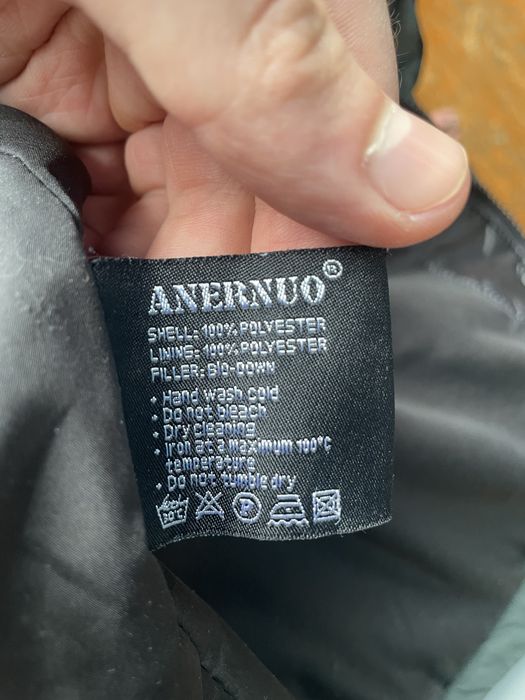 ANERNUO®
SHELL: 100% POLYESTER
LINING: 100% POLYESTER
FILLER: BIO-DOWN
• Hand wash cold
• Do not bleach
• Dry cleaning
• Iron at a maximum 100°C
temperature
• Do not tumble dry
30°C P